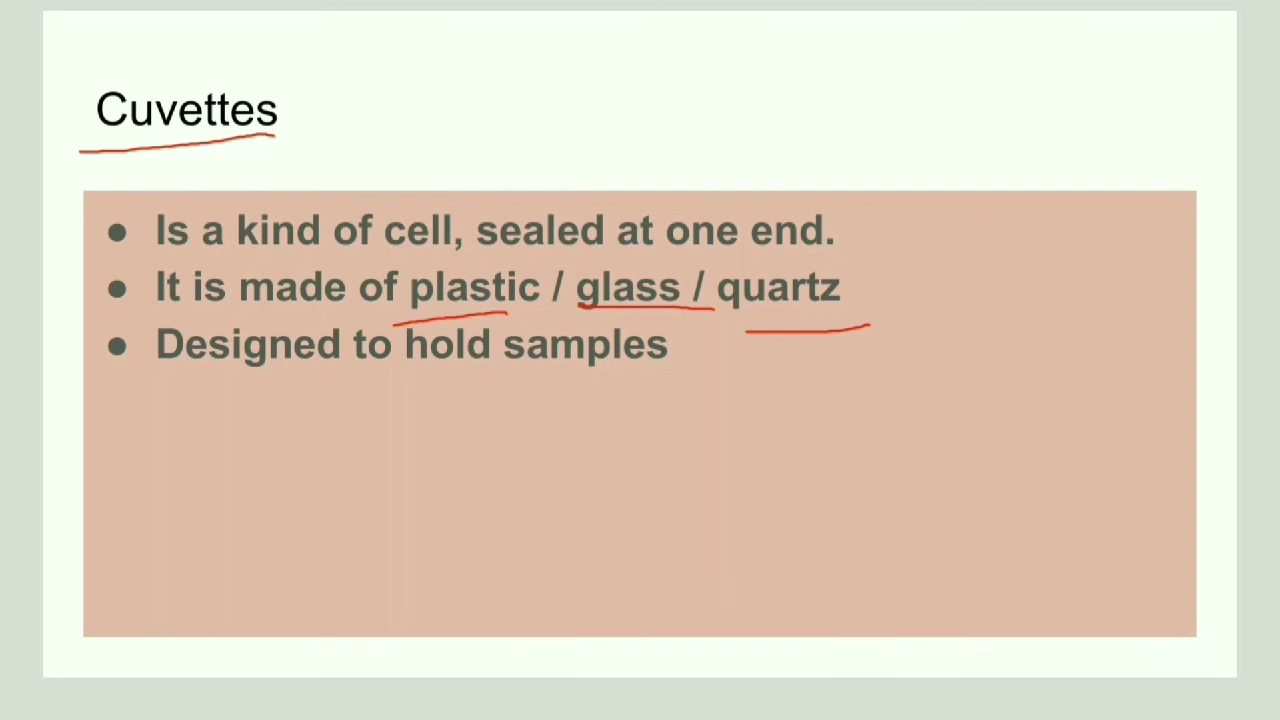 Cuvettes
● Is a kind of cell, sealed at one end.
● It is made of plastic / glass / quartz
● Designed to hold samples